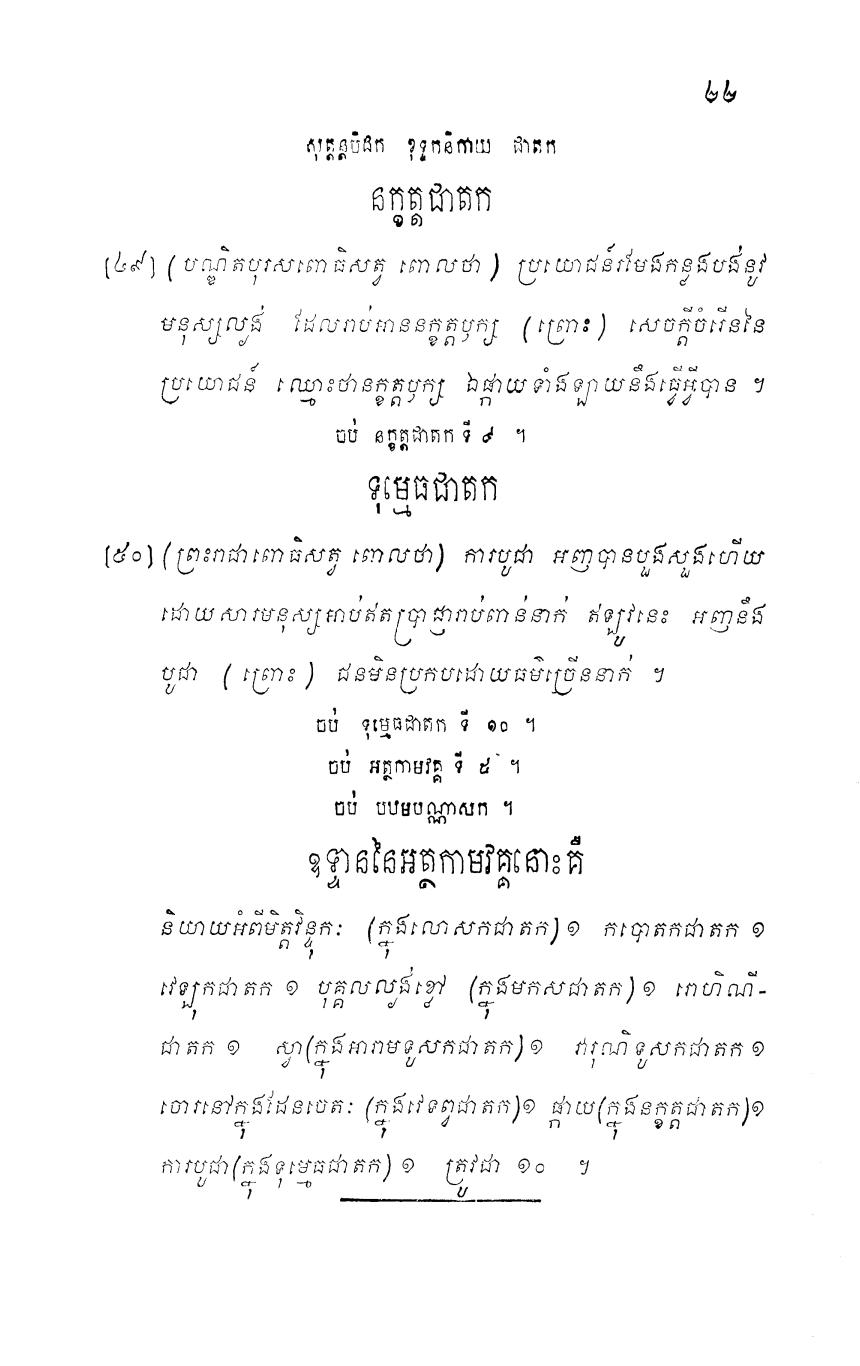 ២២
សុត្តន្តបិដក ខុទ្ទកនិកាយ ជាតក
នក្ខត្តជាតក
[៤៩] (បណ្ឌិតបុរសពោធិសត្វ ពោលថា) ប្រយោជន៍រមែងកន្លងបង់នូវ
មនុស្សល្ងង់ ដែលរាប់អាននក្ខត្តឫក្ស (ព្រោះ) សេចក្ដីចំរើននៃ
ប្រយោជន៍ ឈ្មោះថានក្ខត្តឫក្ស ឯផ្កាយទាំងឡាយនឹងធ្វើអ្វីបាន ។
ចប់ នក្ខត្តជាតក ទី ៩ ។
ទុម្មេធជាតក
[៥០] (ព្រះរាជាពោធិសត្វ ពោលថា) ការបូជា អញបានបួងសួងហើយ
ដោយសារមនុស្សអាប់ឥតប្រាជ្ញារាប់ពាន់នាក់ ឥឡូវនេះ អញនឹង
បូជា (ព្រោះ) ជនមិនប្រកបដោយធម៌ច្រើននាក់ ។
ចប់ ទុម្មេធជាតក ទី ១០ ។
ចប់ អត្ថកាមវគ្គ ទី ៥ ។
ចប់ បឋមបណ្ណាសក ។
ឧទ្ទាននៃអត្ថកាមវគ្គនោះគឺ
និយាយអំពីមិត្តវិន្ទុកៈ (ក្នុងលោសកជាតក) ១ កបោតកជាតក ១
វេឡុកជាតក ១ បុគ្គលល្ងង់ខ្លៅ (ក្នុងមកសជាតក) ១ រោហិណី-
ជាតក ១ ស្វា (ក្នុងអារាមទូសកជាតក) ១ វារុណិទូសកជាតក ១
ចោរនៅក្នុងដែនចេតៈ (ក្នុងវេទព្វជាតក) ១ ផ្កាយ (ក្នុងនក្ខត្តជាតក) ១
ការបូជា (ក្នុងទុម្មេធជាតក) ១ ត្រូវជា ១០ ។